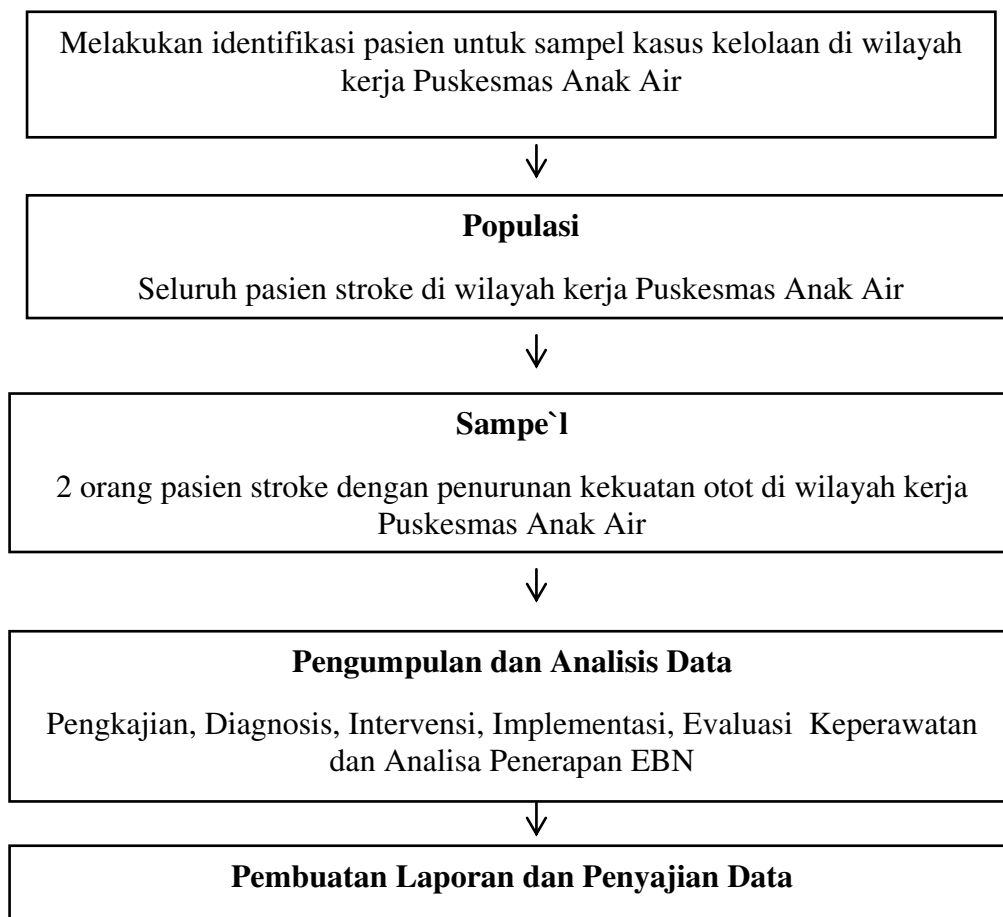 Melakukan identifikasi pasien untuk sampel kasus kelolaan di wilayah
kerja Puskesmas Anak Air
Populasi
Seluruh pasien stroke di wilayah kerja Puskesmas Anak Air
Sampe`l
2 orang pasien stroke dengan penurunan kekuatan otot di wilayah kerja
Puskesmas Anak Air
Pengumpulan dan Analisis Data
Pengkajian, Diagnosis, Intervensi, Implementasi, Evaluasi  Keperawatan
dan Analisa Penerapan EBN
Pembuatan Laporan dan Penyajian Data